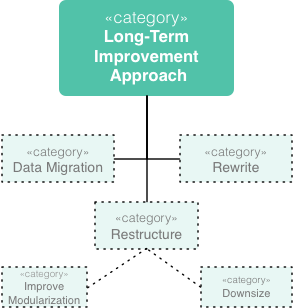 «category»
Long-Term
Improvement
Approach
«category»
Data Migration
«category»
Rewrite
«category»
Restructure
«category»
Improve
Modularization
«category»
Downsize